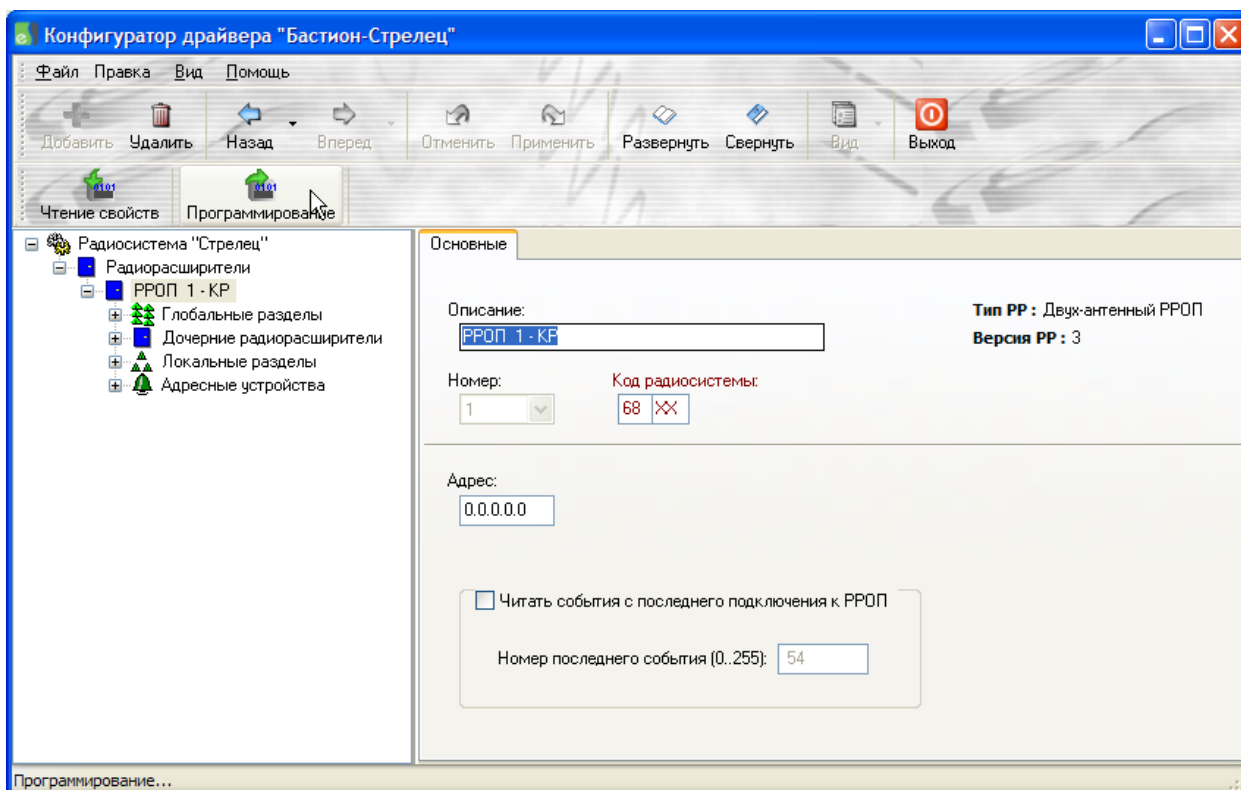 Конфигуратор драйвера "Бастион-Стрелец"
Файл Правка Вид Помощь
Добавить Удалить Назад Вперед Отменить Применить Развернуть Свернуть Вид Выход
Чтение свойств Программирование
Радиосистема "Стрелец"
Радиорасширители
РРОП 1 - КР
Глобальные разделы
Дочерние радиорасширители
Локальные разделы
Адресные устройства
Основные
Описание:
РРОП 1 - КР
Тип РР : Двух-антенный РРОП
Версия РР : 3
Номер: Код радиосистемы:
1 68 XX
Адрес:
0.0.0.0.0
Читать события с последнего подключения к РРОП
Номер последнего события (0..255): 54
Программирование...